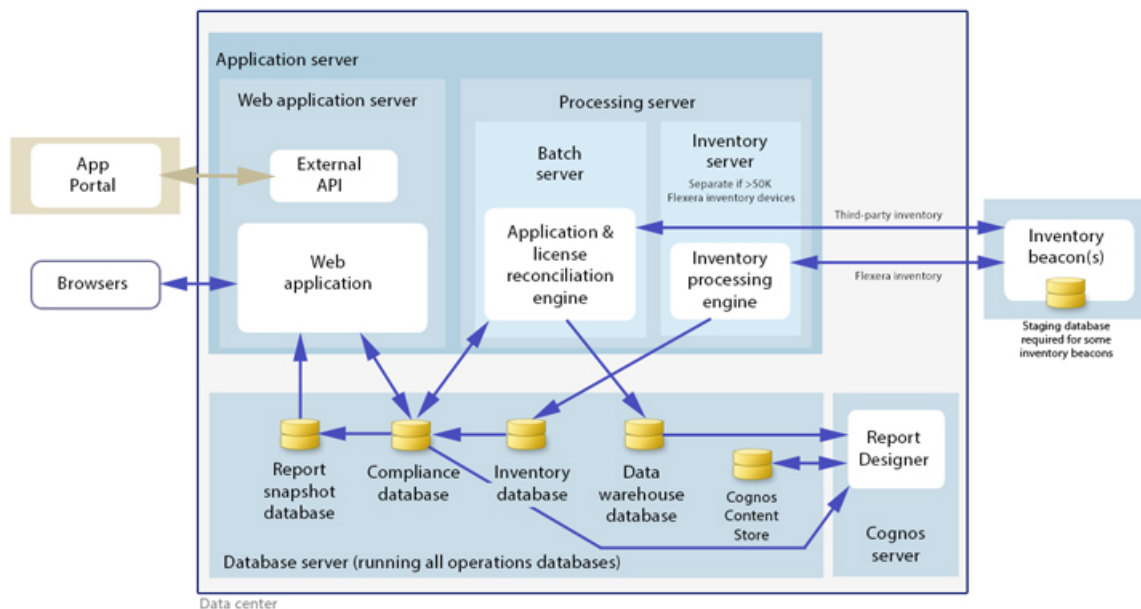 Application server
Web application server
Processing server
App
Portal
External
API
Batch
server
Inventory
server
Separate if >50K
Flexera inventory devices
Browsers
Web
application
Application &
license
reconciliation
engine
Inventory
processing
engine
Third-party inventory
Flexera inventory
Inventory
beacon(s)
Staging database
required for some
inventory beacons
Report
snapshot
database
Compliance
database
Inventory
database
Data
warehouse
database
Cognos
Content
Store
Report
Designer
Cognos
server
Database server (running all operations databases)
Data center